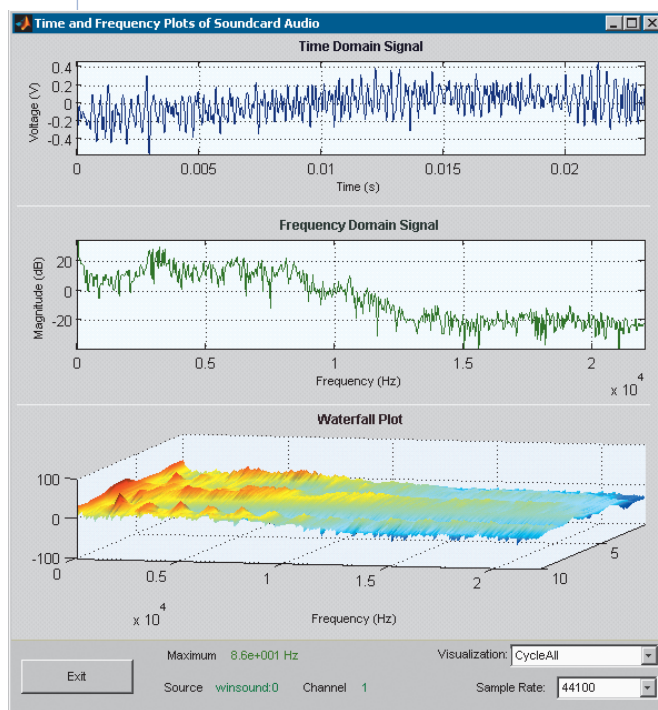 Time and Frequency Plots of Soundcard Audio
Time Domain Signal
Voltage (V)
0.4
0.2
0
-0.2
-0.4
0 0.005 0.01 0.015 0.02
Time (s)
Frequency Domain Signal
Magnitude (dB)
20
0
-20
0 0.5 1 1.5 2
Frequency (Hz)
x 10^4
Waterfall Plot
100
0
-100
0 0.5 1 1.5 2
10
5
x 10^4
Frequency (Hz)
Exit
Maximum 8.6e+001 Hz
Visualization: CycleAll
Source winsound:0 Channel 1
Sample Rate: 44100